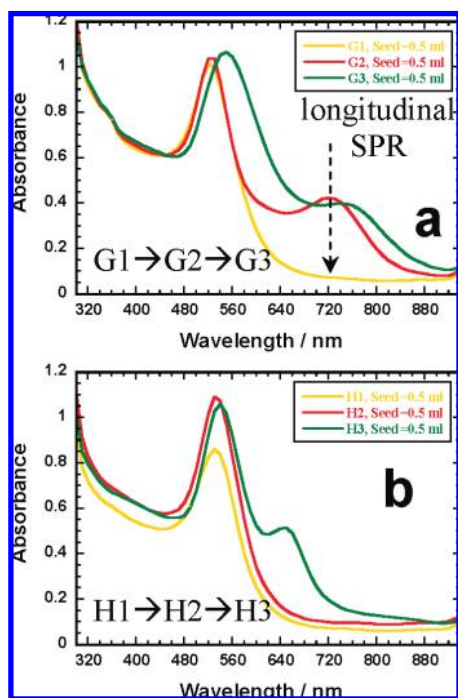 1.2
G1, Seed=0.5 ml
G2, Seed=0.5 ml
G3, Seed=0.5 ml
1
longitudinal
SPR
0.8
0.6
Absorbance
0.4
a
0.2
G1→G2→G3
0
320 400 480 560 640 720 800 880
Wavelength / nm
1.2
H1, Seed=0.5 ml
H2, Seed=0.5 ml
H3, Seed=0.5 ml
1
0.8
b
0.6
Absorbance
0.4
0.2
H1→H2→H3
0
320 400 480 560 640 720 800 880
Wavelength / nm